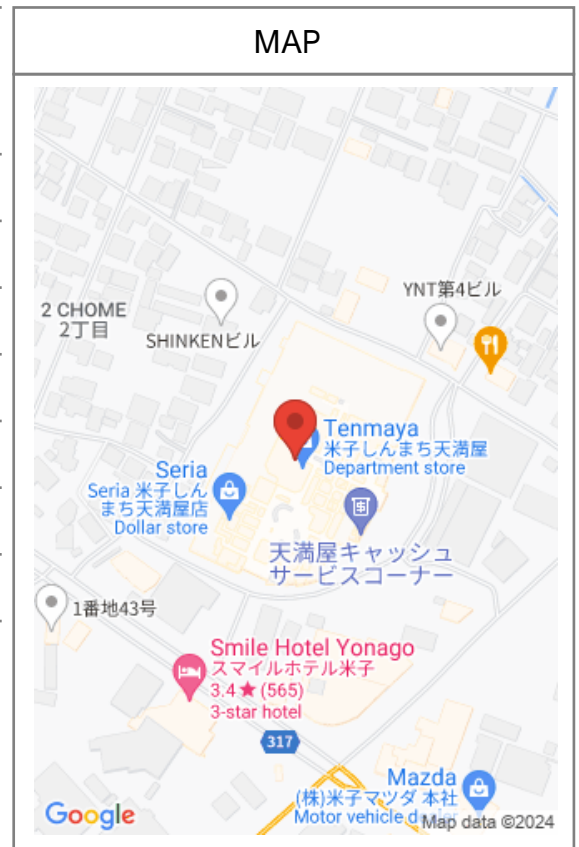 MAP
YNT第4ビル
2 CHOME
2丁目
SHINKENビル
Tenmaya
米子しんまち天満屋
Department store
Seria
Seria 米子しん
まち天満屋店
Dollar store
天満屋キャッシュ
サービスコーナー
1番地43号
Smile Hotel Yonago
スマイルホテル米子
3.4★(565)
3-star hotel
317
Mazda
(株)米子マツダ 本社
Motor vehicle dealer
Google
Map data ©2024